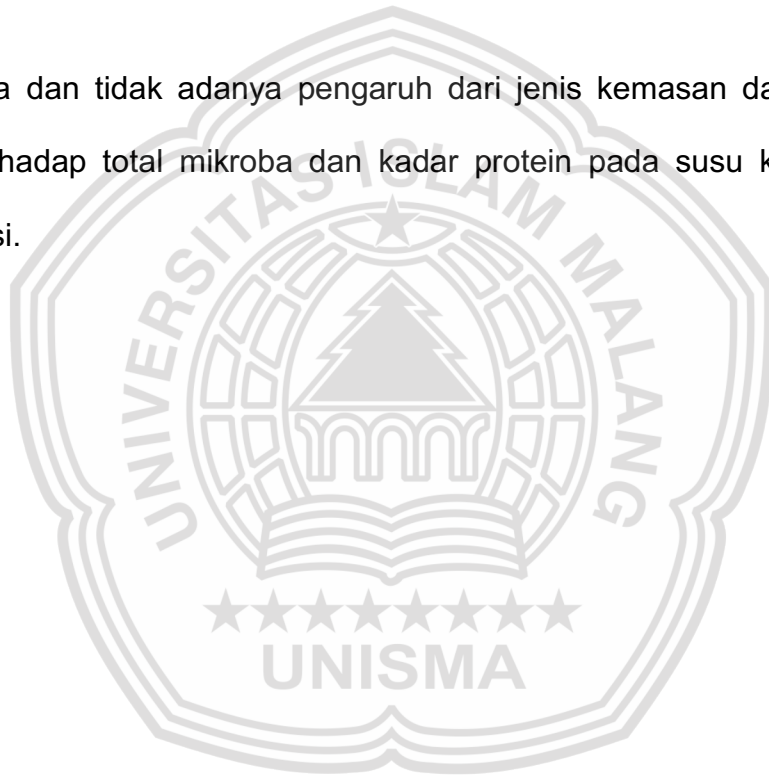 a dan tidak adanya pengaruh dari jenis kemasan da
hadap total mikroba dan kadar protein pada susu k
si.
UNIVERSITAS ISLAM MALANG
UNISMA